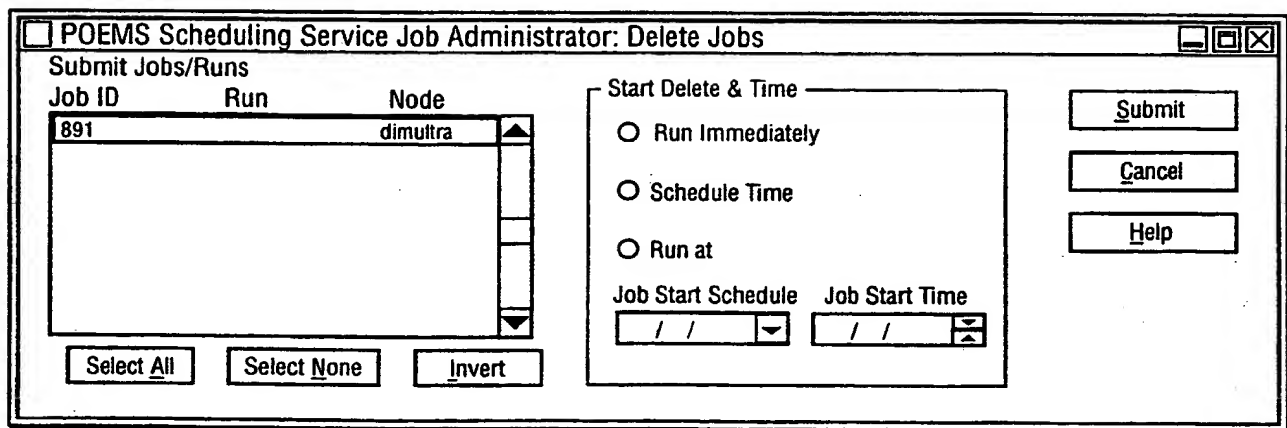 POEMS Scheduling Service Job Administrator: Delete Jobs
Submit Jobs/Runs
Job ID Run Node
891 dimultra
Select All Select None Invert
Start Delete & Time
Run Immediately
Schedule Time
Run at
Job Start Schedule Job Start Time
/ / / /
Submit
Cancel
Help